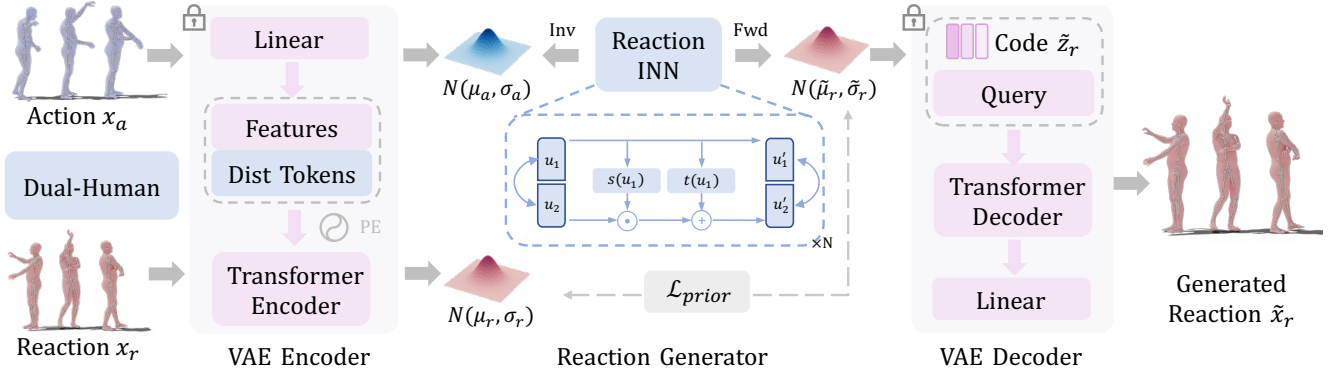 Action x_a
Dual-Human
Reaction x_r
Linear
Features
Dist Tokens
PE
Transformer
Encoder
VAE Encoder
N(μ_a, σ_a)
N(μ_r, σ_r)
Inv
Reaction
INN
Fwd
N(μ̃_r, σ̃_r)
u_1
u_2
s(u_1)
t(u_1)
u'_1
u'_2
×N
ℒ_prior
Reaction Generator
Code z̃_r
Query
Transformer
Decoder
Linear
VAE Decoder
Generated
Reaction x̃_r